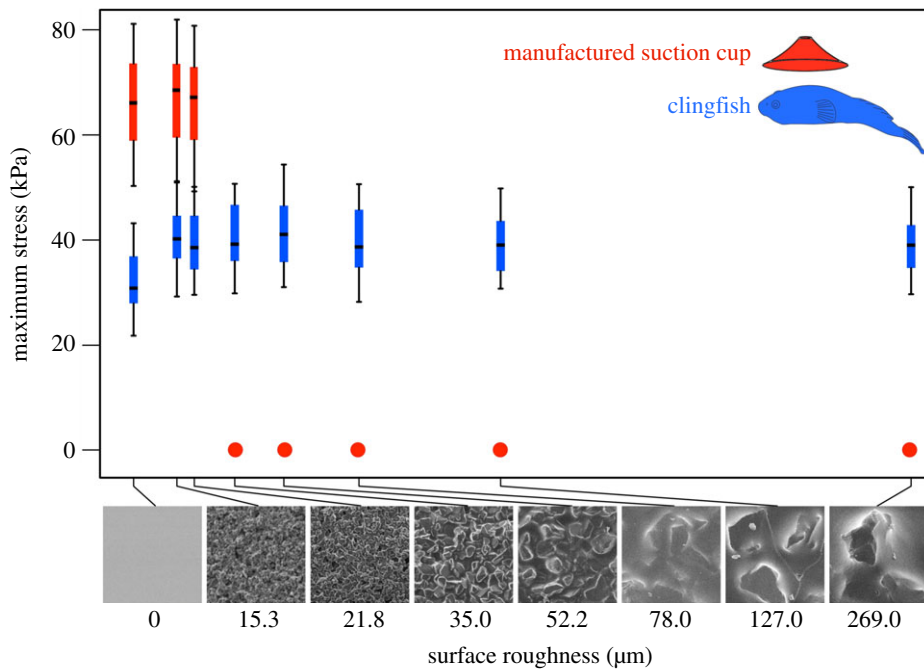 80
60
40
20
0
maximum stress (kPa)
manufactured suction cup
clingfish
0 15.3 21.8 35.0 52.2 78.0 127.0 269.0
surface roughness (µm)